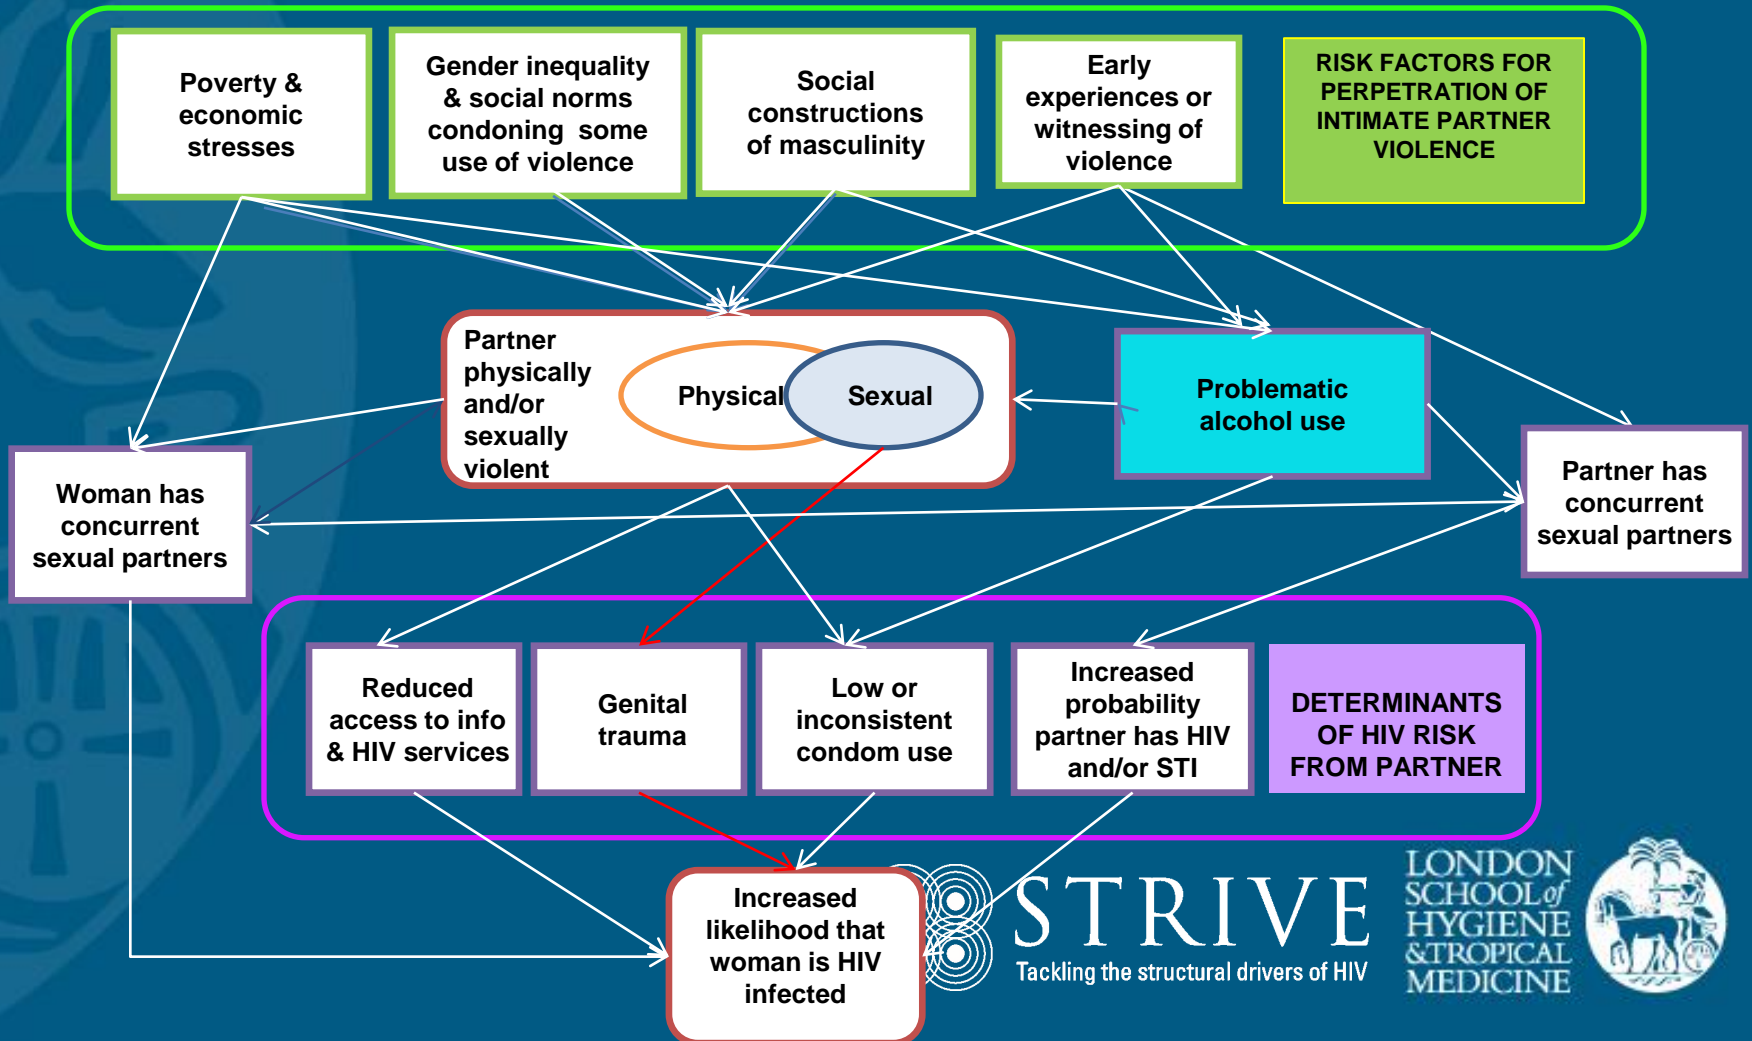 Poverty &
economic
stresses
Gender inequality
& social norms
condoning some
use of violence
Social
constructions
of masculinity
Early
experiences or
witnessing of
violence
RISK FACTORS FOR
PERPETRATION OF
INTIMATE PARTNER
VIOLENCE
Partner
physically
and/or
sexually
violent
Physical
Sexual
Problematic
alcohol use
Woman has
concurrent
sexual partners
Partner has
concurrent
sexual partners
Reduced
access to info
& HIV services
Genital
trauma
Low or
inconsistent
condom use
Increased
probability
partner has HIV
and/or STI
DETERMINANTS
OF HIV RISK
FROM PARTNER
Increased
likelihood that
woman is HIV
infected
STRIVE
Tackling the structural drivers of HIV
LONDON
SCHOOL of
HYGIENE
&TROPICAL
MEDICINE